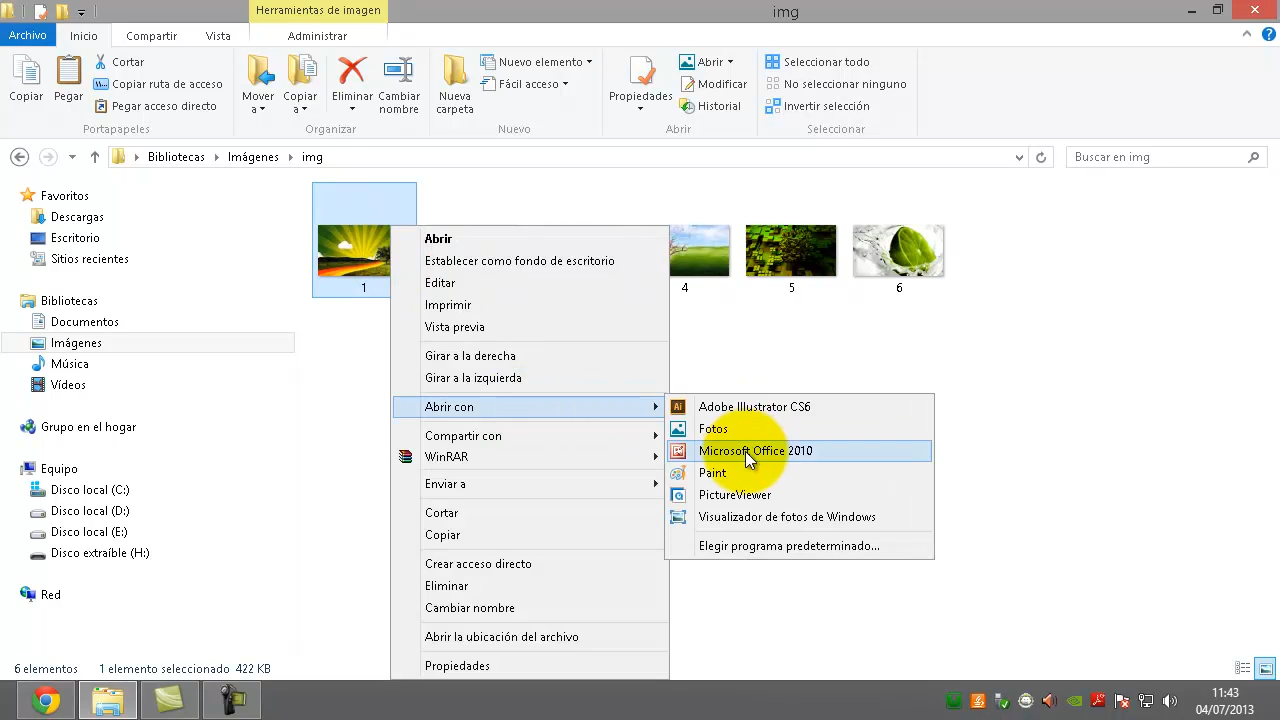 Herramientas de imagen
img
Archivo
Inicio
Compartir
Vista
Administrar
Copiar
Pegar
Cortar
Copiar ruta de acceso
Pegar acceso directo
Portapapeles
Mover a
Copiar a
Eliminar
Cambiar nombre
Organizar
Nueva carpeta
Nuevo elemento
Fácil acceso
Nuevo
Propiedades
Abrir
Modificar
Historial
Abrir
Seleccionar todo
No seleccionar ninguno
Invertir selección
Seleccionar
Bibliotecas
Imágenes
img
Buscar en img
Favoritos
Descargas
Escritorio
Sitios recientes
Bibliotecas
Documentos
Imágenes
Música
Vídeos
Grupo en el hogar
Equipo
Disco local (C:)
Disco local (D:)
Disco local (E:)
Disco extraíble (H:)
Red
1
4
5
6
Abrir
Establecer como fondo de escritorio
Editar
Imprimir
Vista previa
Girar a la derecha
Girar a la izquierda
Abrir con
Compartir con
WinRAR
Enviar a
Cortar
Copiar
Crear acceso directo
Eliminar
Cambiar nombre
Abrir la ubicación del archivo
Propiedades
Ai
Adobe Illustrator CS6
Fotos
Microsoft Office 2010
Paint
PictureViewer
Visualizador de fotos de Windows
Elegir programa predeterminado...
6 elementos
1 elemento seleccionado 422 KB
11:43
04/07/2013